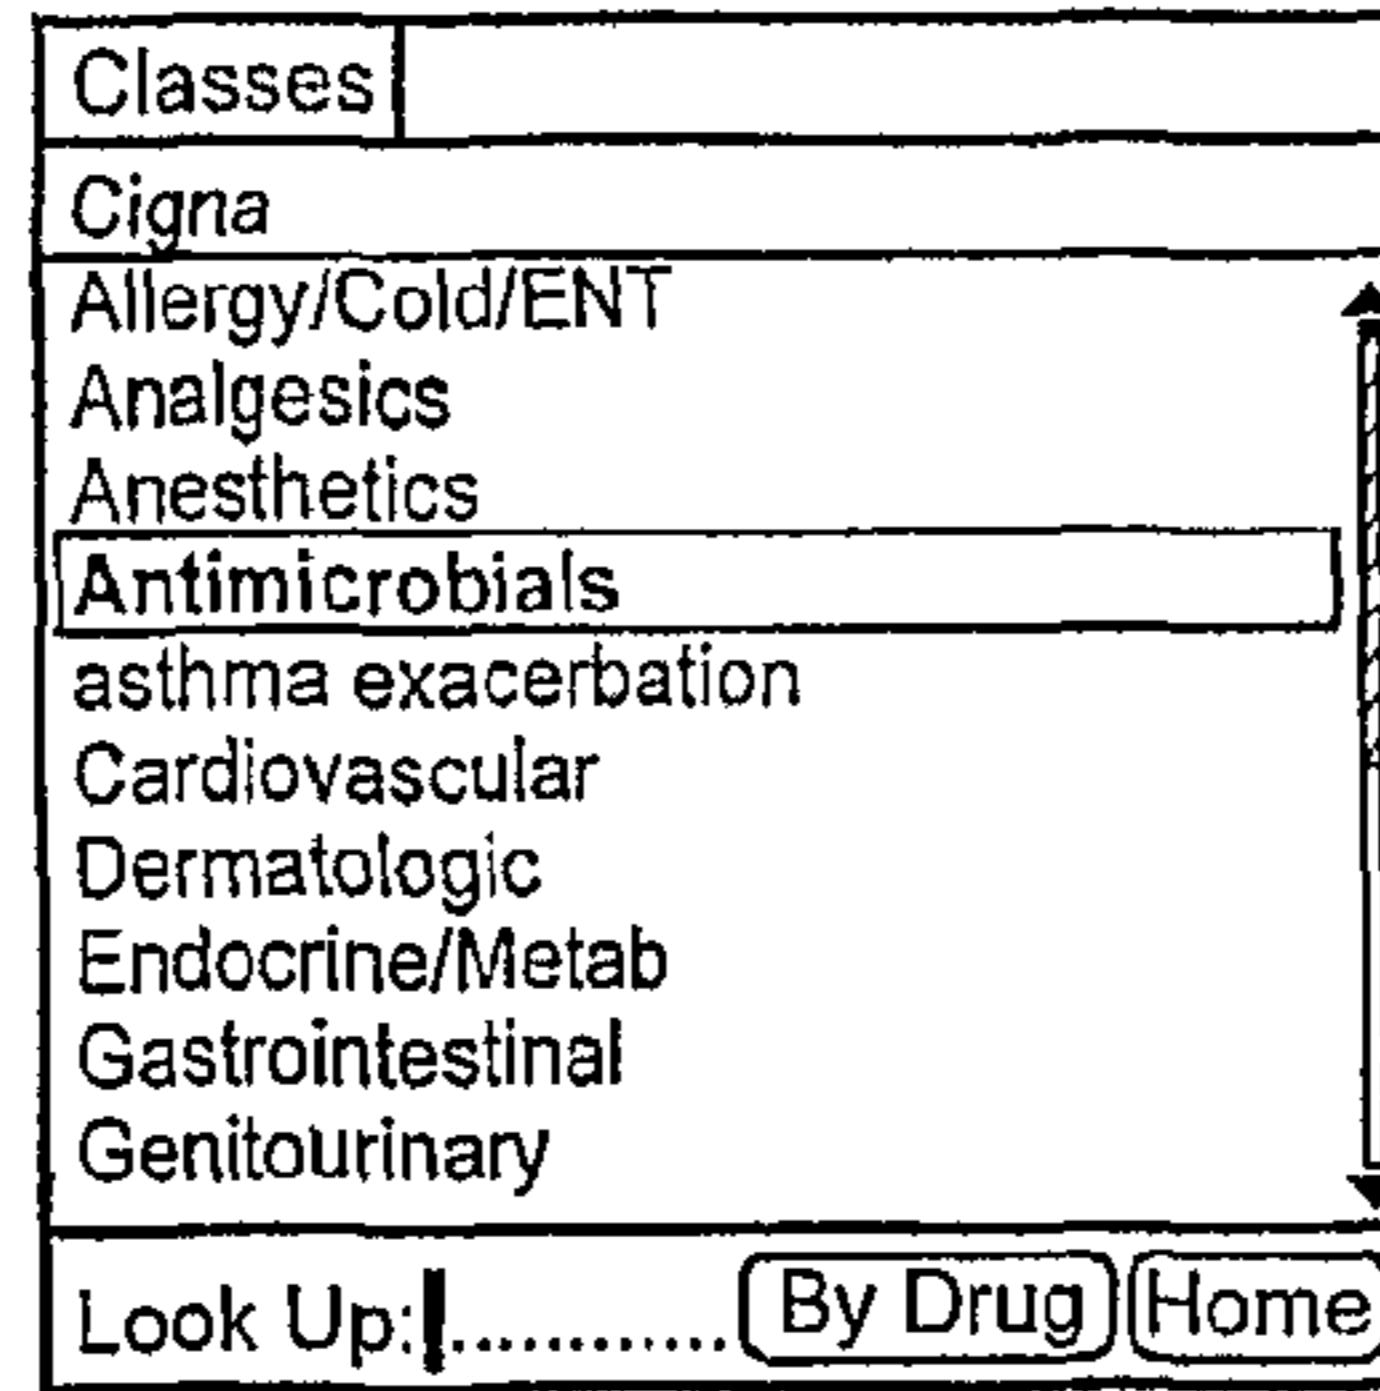 Classes
Cigna
Allergy/Cold/ENT
Analgesics
Anesthetics
Antimicrobials
asthma exacerbation
Cardiovascular
Dermatologic
Endocrine/Metab
Gastrointestinal
Genitourinary
Look Up:............ By Drug Home